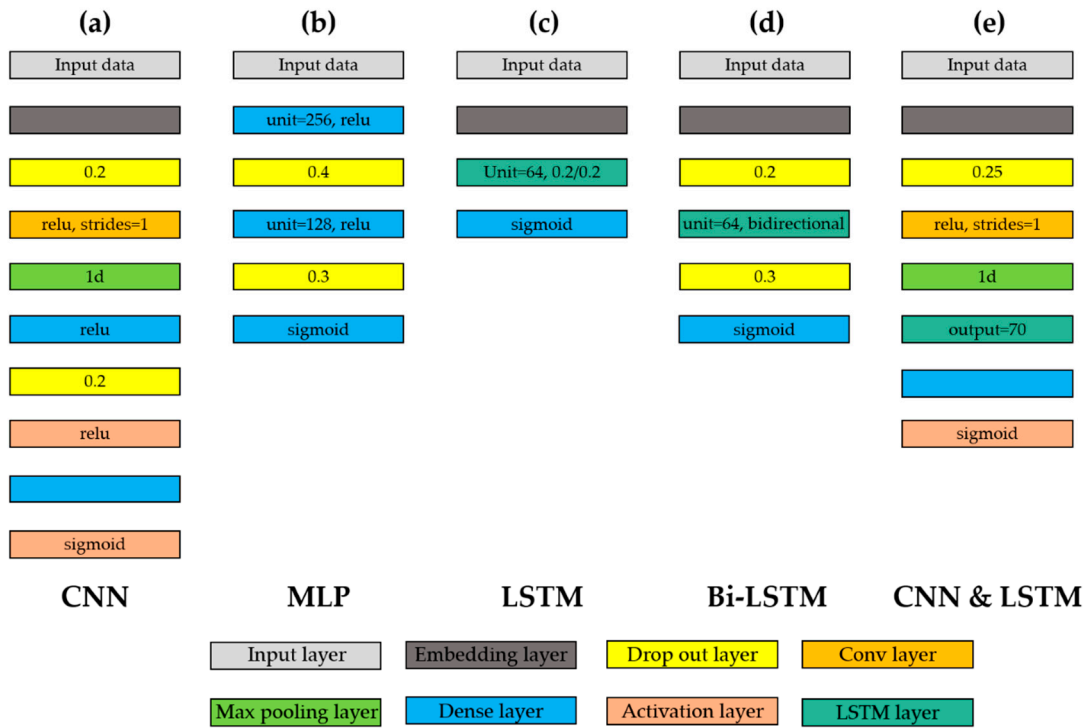 (a) (b) (c) (d) (e)
Input data Input data Input data Input data Input data
unit=256, relu
0.2 0.4 Unit=64, 0.2/0.2 0.2 0.25
relu, strides=1 unit=128, relu sigmoid unit=64, bidirectional relu, strides=1
1d 0.3 0.3 1d
relu sigmoid sigmoid output=70
0.2
relu sigmoid
sigmoid
CNN MLP LSTM Bi-LSTM CNN & LSTM
Input layer Embedding layer Drop out layer Conv layer
Max pooling layer Dense layer Activation layer LSTM layer